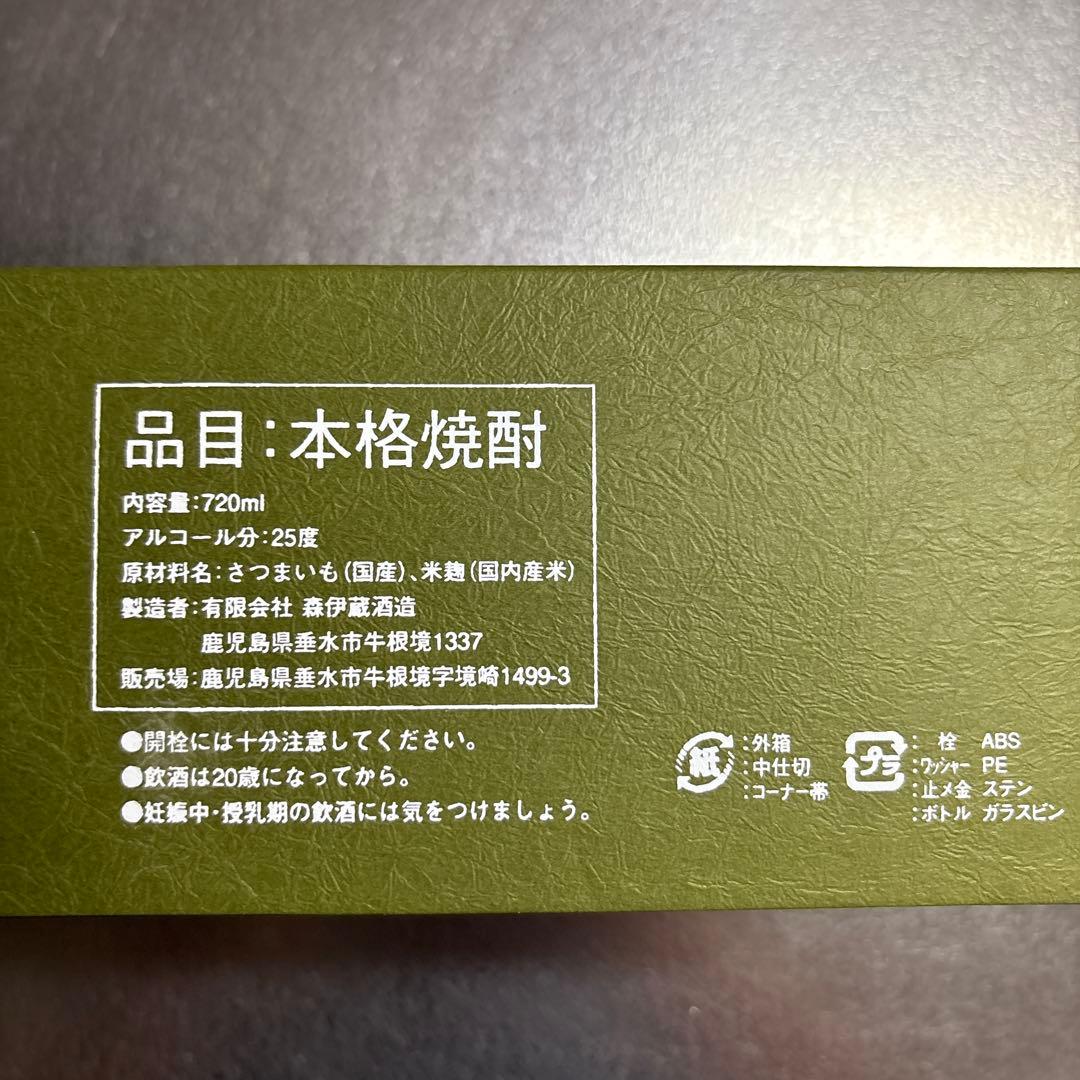 品目:本格焼酎
内容量:720ml
アルコール分:25度
原材料名:さつまいも(国産)、米麹(国内産米)
製造者:有限会社 森伊蔵酒造
鹿児島県垂水市牛根境1337
販売場:鹿児島県垂水市牛根境字境崎1499-3
●開栓には十分注意してください。
●飲酒は20歳になってから。
●妊娠中・授乳期の飲酒には気をつけましょう。
紙
:外箱
:中仕切
:コーナー帯
プラ
: 栓 ABS
:ワッシャー PE
:止メ金 ステン
:ボトル ガラスビン